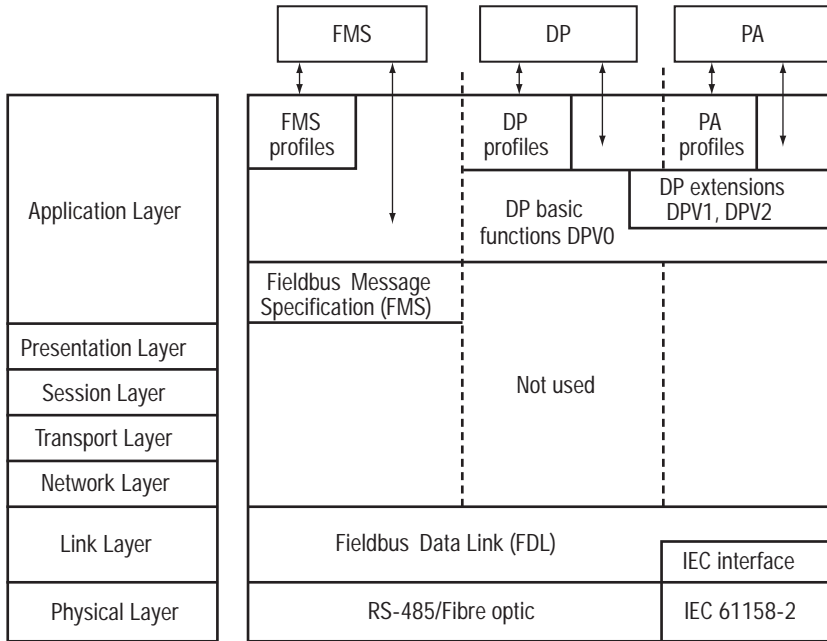 FMS
DP
PA
FMS
profiles
DP
profiles
PA
profiles
Application Layer
DP basic
functions DPV0
DP extensions
DPV1, DPV2
Fieldbus Message
Specification (FMS)
Presentation Layer
Session Layer
Not used
Transport Layer
Network Layer
Link Layer
Fieldbus Data Link (FDL)
IEC interface
Physical Layer
RS-485/Fibre optic
IEC 61158-2